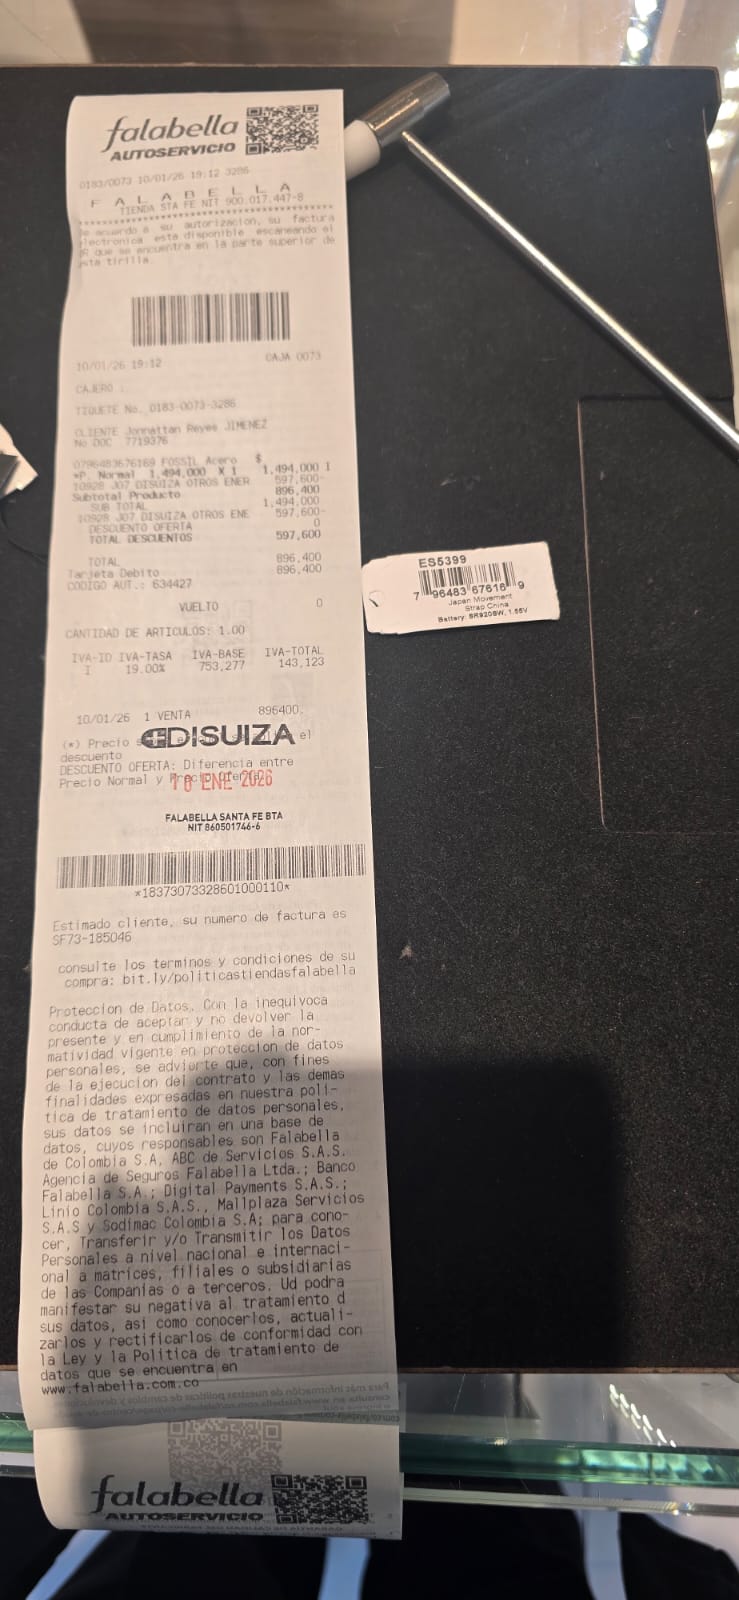 falabella
AUTOSERVICIO
0183/0073 10/01/26 19:12 3286
F A L A B E L L A
TIENDA STA FE NIT 900.017.447-8
de acuerdo a su autorizacion, su factura
electronica esta disponible escaneando el
QR que se encuentra en la parte superior de
esta tirilla.
10/01/26 19:12 CAJA 0073
CAJERO :
TIQUETE No. 0183-0073-3286
CLIENTE Jonnattan Reyes JIMENEZ
No DOC 7719376
0796483676169 FOSSIL Acero $
*P. Normal 1,494,000 X 1 1,494,000 I
10928 J07 DISUIZA OTROS ENER 597,600-
Subtotal Producto 896,400
SUB TOTAL 1,494,000
10928 J07 DISUIZA OTROS ENE 597,600-
DESCUENTO OFERTA 0
TOTAL DESCUENTOS 597,600
TOTAL 896,400
Tarjeta Debito 896,400
CODIGO AUT.: 634427
VUELTO 0
CANTIDAD DE ARTICULOS: 1.00
IVA-ID IVA-TASA IVA-BASE IVA-TOTAL
I 19.00% 753,277 143,123
10/01/26 1 VENTA 896400.
DISUIZA
(*) Precio el
descuento
DESCUENTO OFERTA: Diferencia entre
Precio Normal y Precio Oferta
10 ENE 2026
FALABELLA SANTA FE BTA
NIT 860501746-6
*18373073328601000110*
Estimado cliente, su numero de factura es
SF73-185046
consulte los terminos y condiciones de su
compra: bit.ly/politicastiendasfalabella
Proteccion de Datos. Con la inequivoca
conducta de aceptar y no devolver la
presente y en cumplimiento de la nor-
matividad vigente en proteccion de datos
personales, se advierte que, con fines
de la ejecucion del contrato y las demas
finalidades expresadas en nuestra poli-
tica de tratamiento de datos personales,
sus datos se incluiran en una base de
datos, cuyos responsables son Falabella
de Colombia S.A, ABC de Servicios S.A.S.
Agencia de Seguros Falabella Ltda.; Banco
Falabella S.A.; Digital Payments S.A.S.;
Linio Colombia S.A.S., Mallplaza Servicios
S.A.S y Sodimac Colombia S.A; para cono-
cer, Transferir y/o Transmitir los Datos
Personales a nivel nacional e internaci-
onal a matrices, filiales o subsidiarias
de las Companias o a terceros. Ud podra
manifestar su negativa al tratamiento d
sus datos, asi como conocerlos, actuali-
zarlos y rectificarlos de conformidad con
la Ley y la Politica de tratamiento de
datos que se encuentra en
www.falabella.com.co
falabella
AUTOSERVICIO
ES5399
7 96483 67616 9
Japan Movement
Strap China
Battery: SR920SW, 1.55V